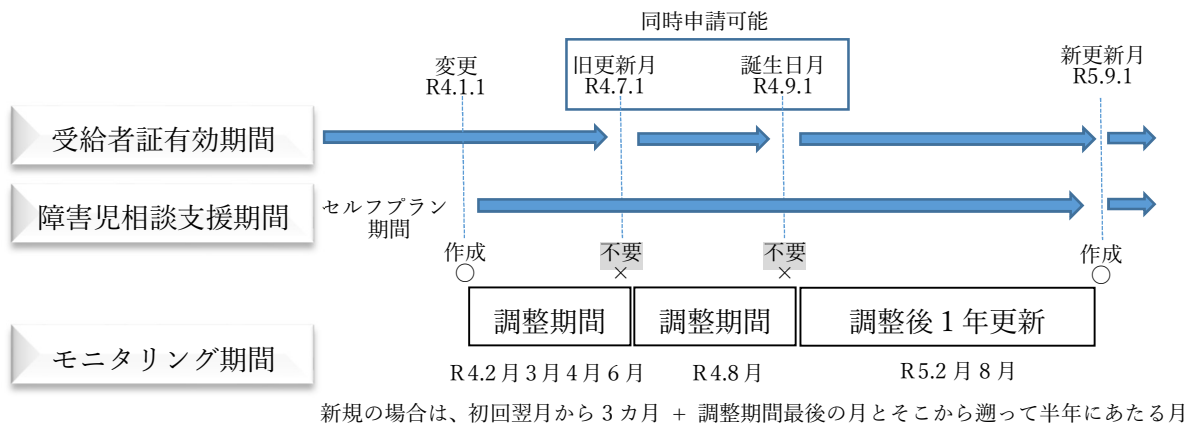 同時申請可能
変更
R4.1.1
旧更新月
R4.7.1
誕生日月
R4.9.1
新更新月
R5.9.1
受給者証有効期間
障害児相談支援期間
セルフプラン
期間
作成
○
不要
×
不要
×
作成
○
調整期間
調整期間
調整後１年更新
モニタリング期間
Ｒ4.2月３月４月６月
Ｒ4.8月
Ｒ5.2月８月
新規の場合は、初回翌月から３カ月 + 調整期間最後の月とそこから遡って半年にあたる月